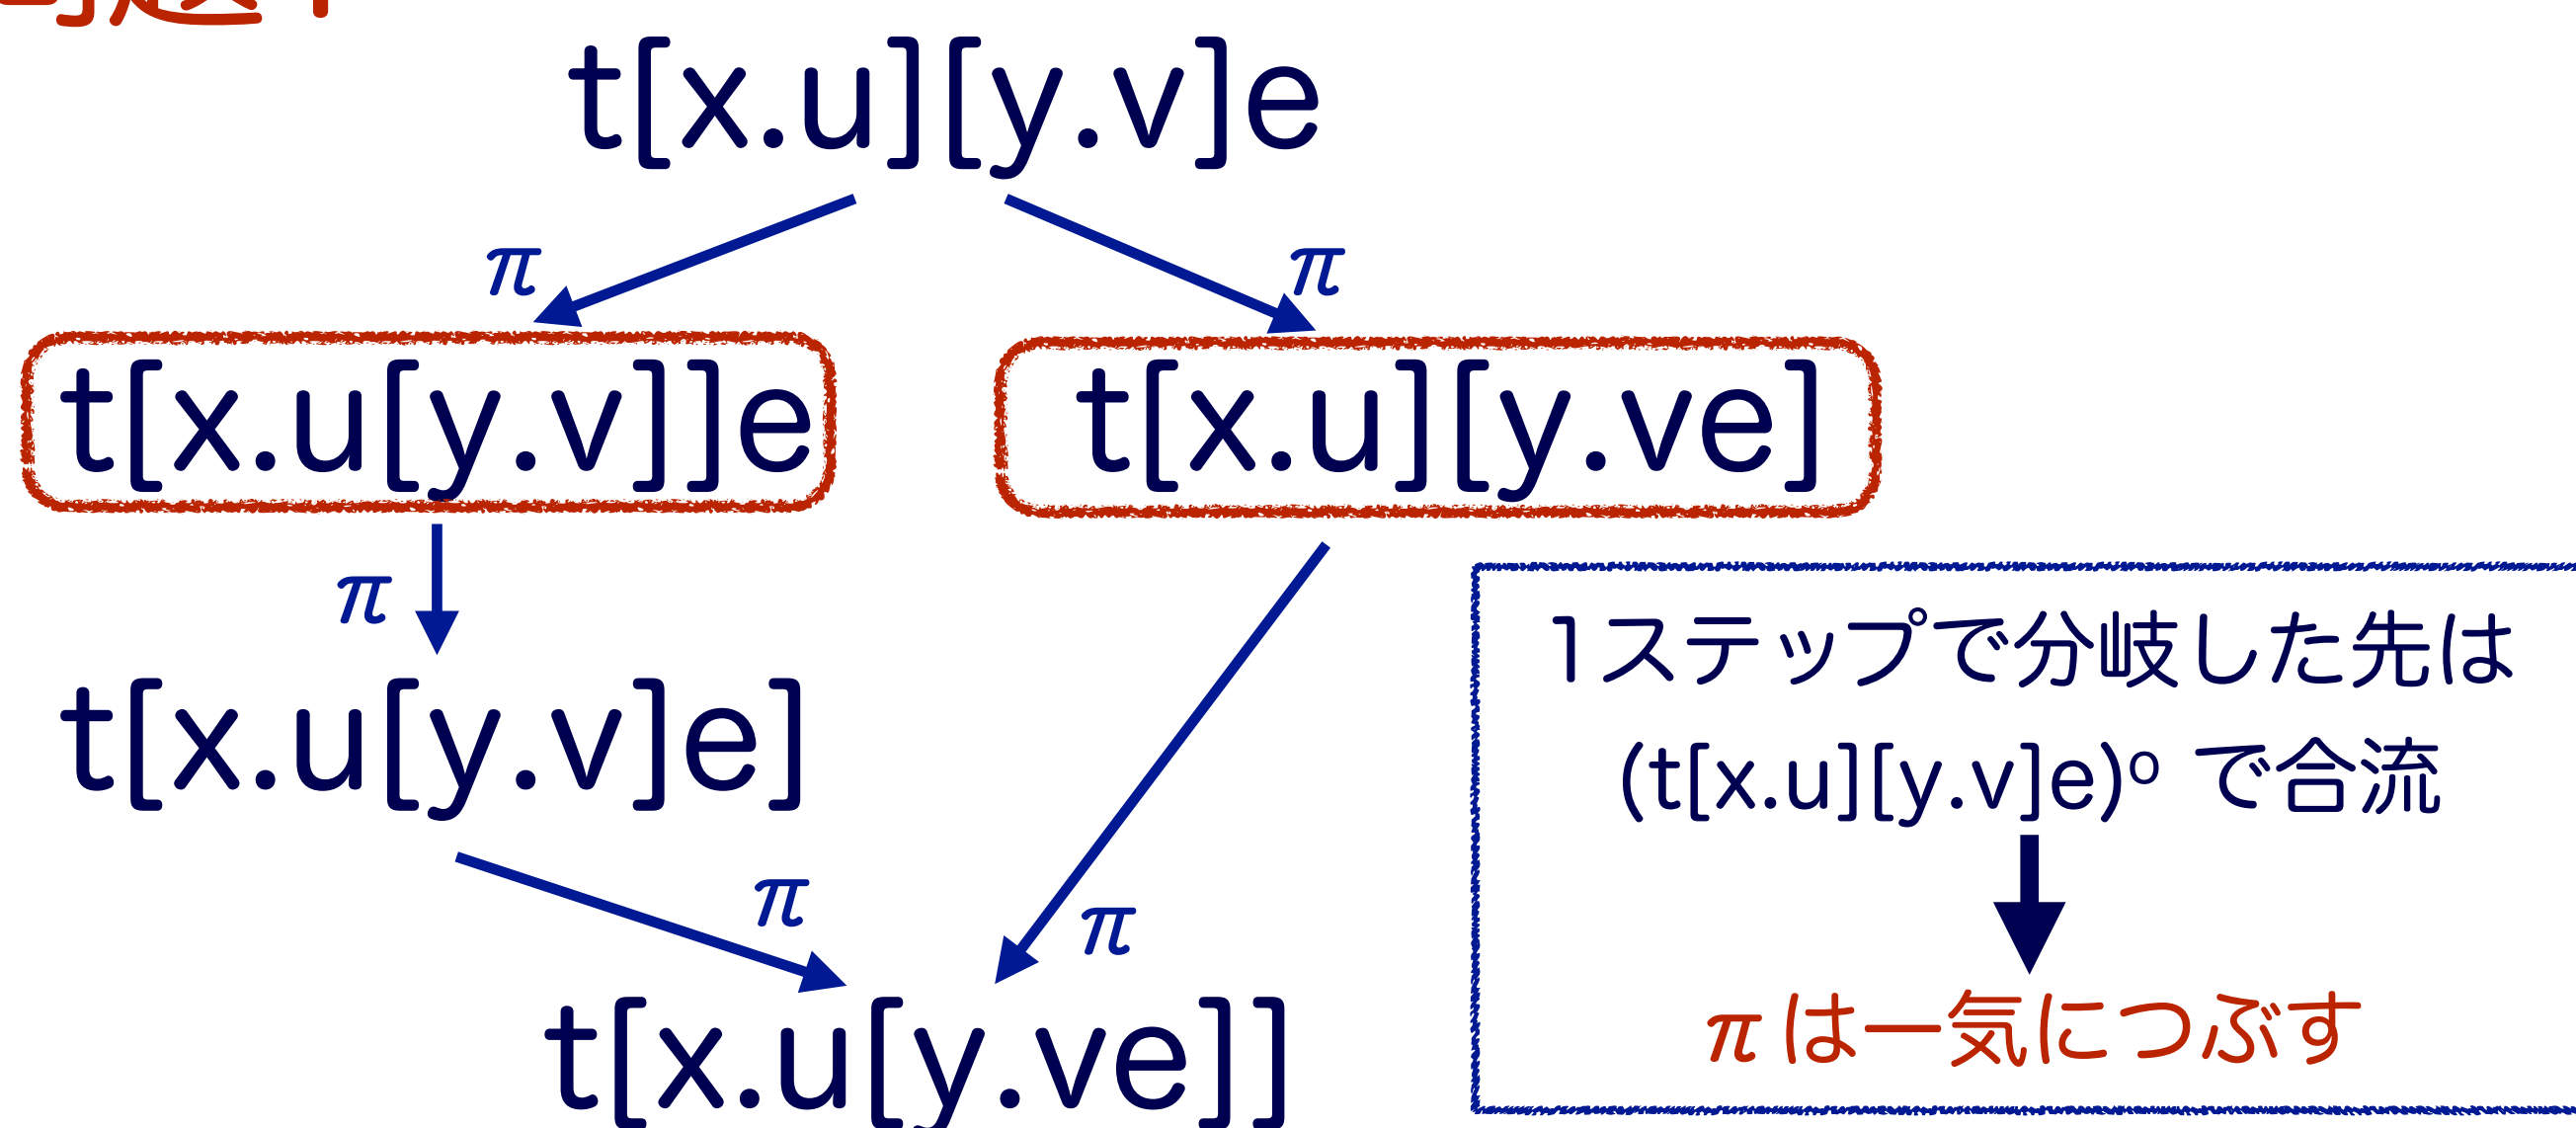 t[x.u][y.v]e
π
π
t[x.u[y.v]]e
t[x.u][y.ve]
π
t[x.u[y.v]e]
π
π
t[x.u[y.ve]]
1ステップで分岐した先は
(t[x.u][y.v]e)º で合流
πは一気につぶす